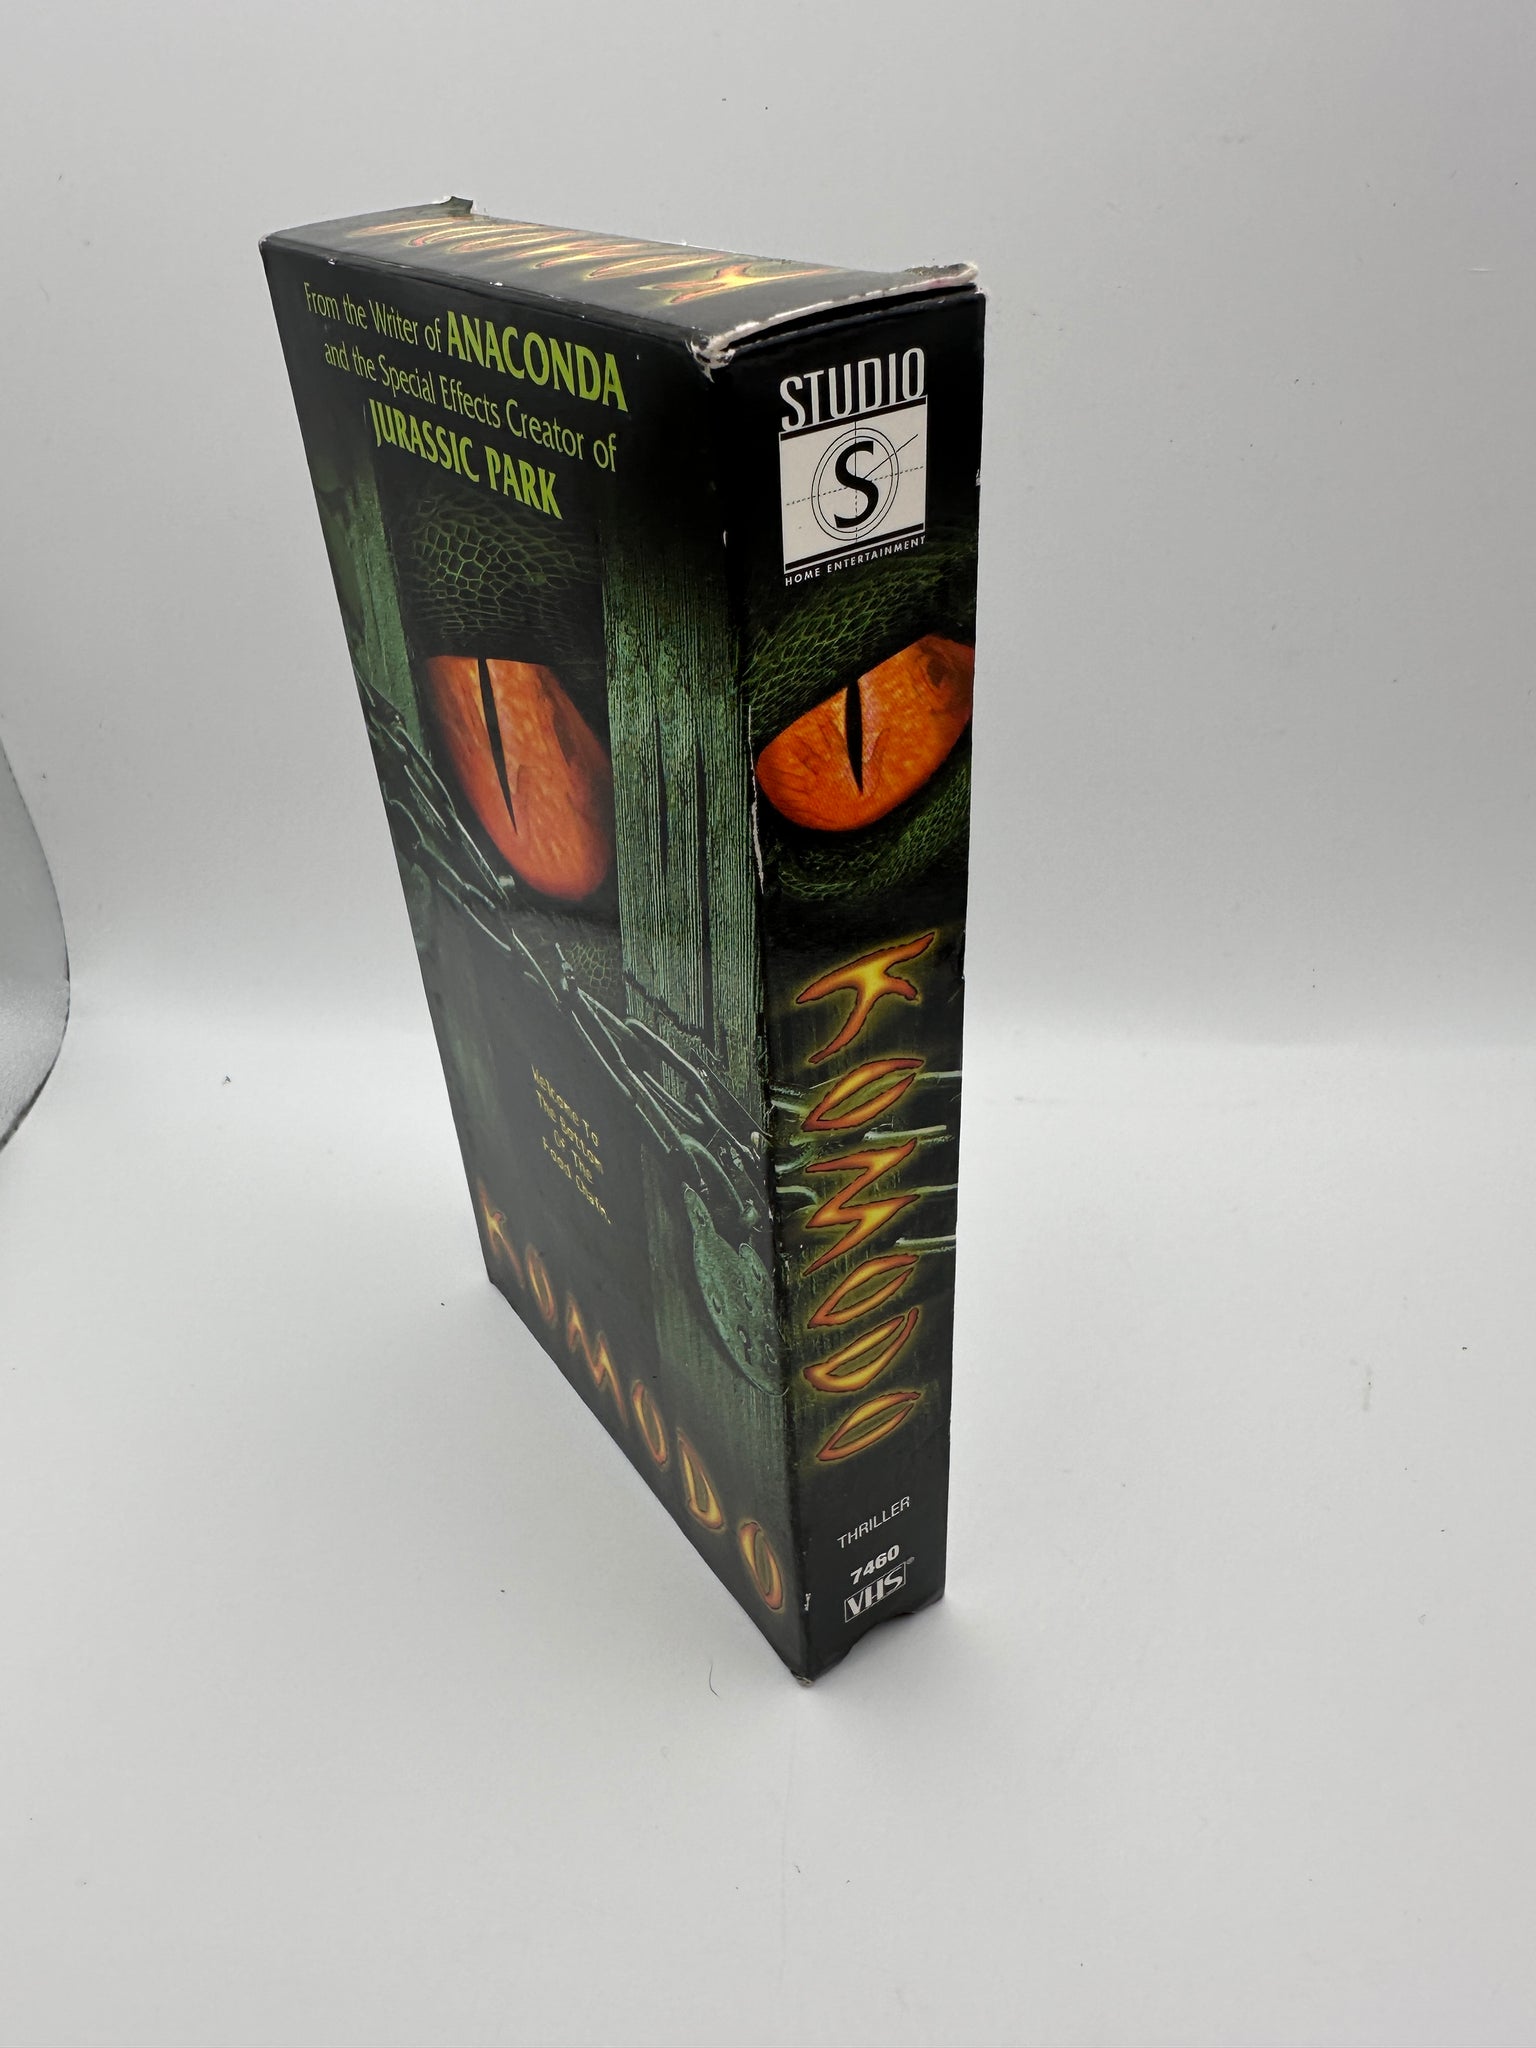 KOMODO
From the Writer of ANACONDA
and the Special Effects Creator of
JURASSIC PARK
Welcome To
The Bottom
Of The
Food Chain.
KOMODO
STUDIO
S
HOME ENTERTAINMENT
KOMODO
THRILLER
7460
VHS®